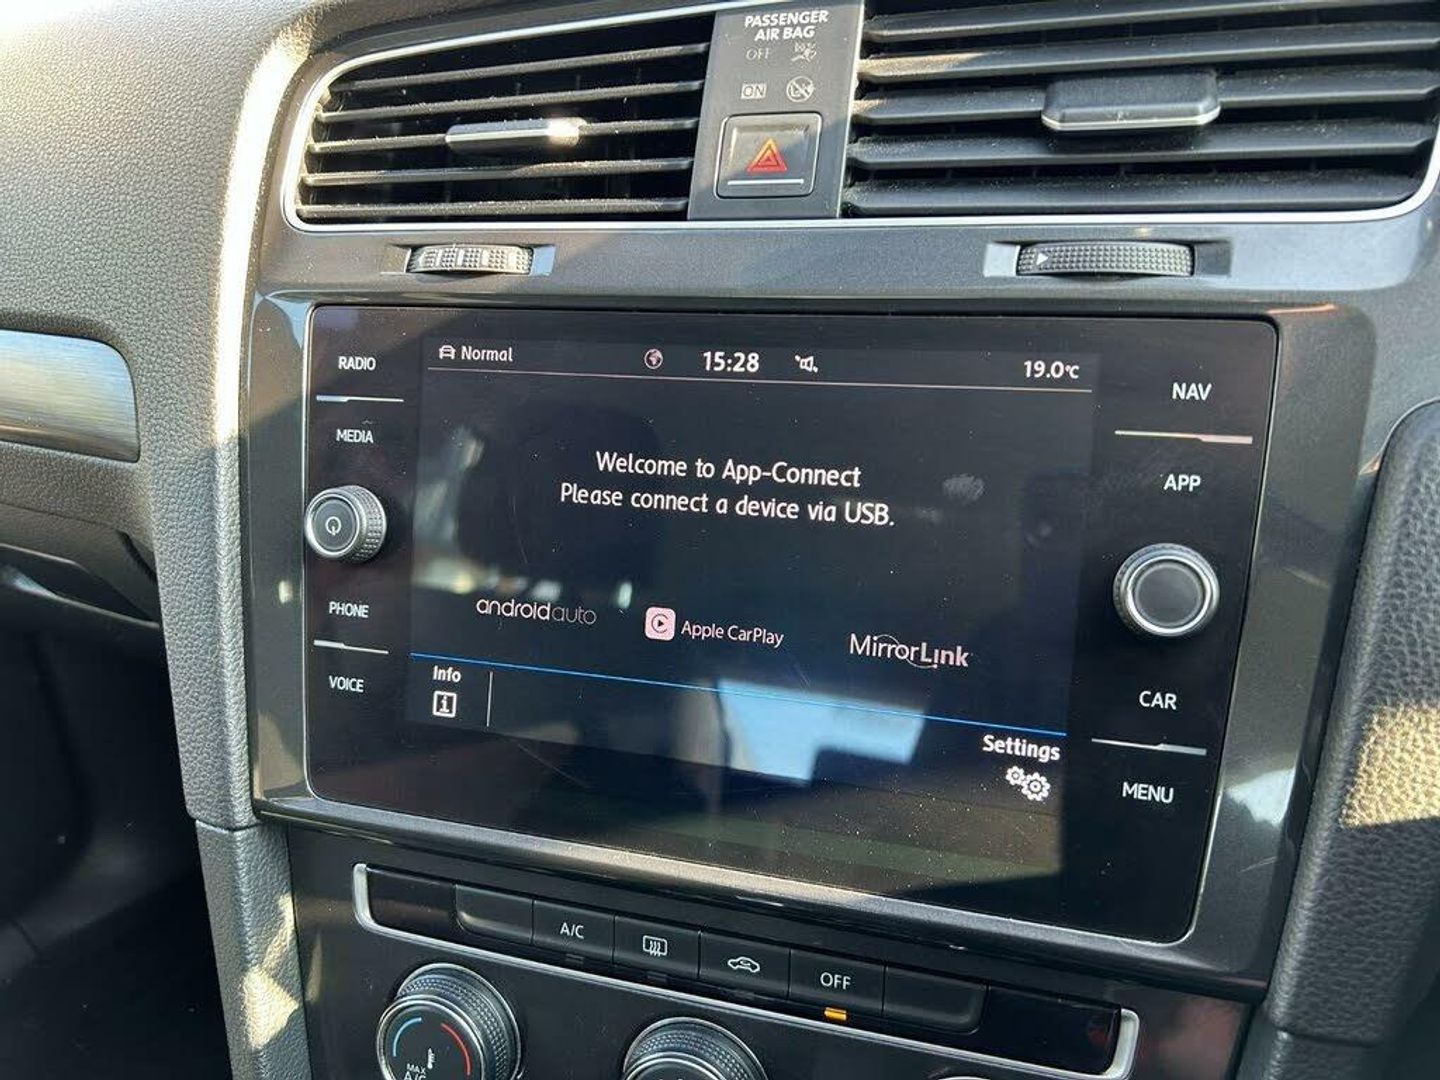 PASSENGER
AIR BAG
OFF
ON
RADIO
MEDIA
PHONE
VOICE
Normal 15:28 19.0°C
Welcome to App-Connect
Please connect a device via USB.
androidauto Apple CarPlay MirrorLink
Info
Settings
NAV
APP
CAR
MENU
A/C OFF
MAX
A/C